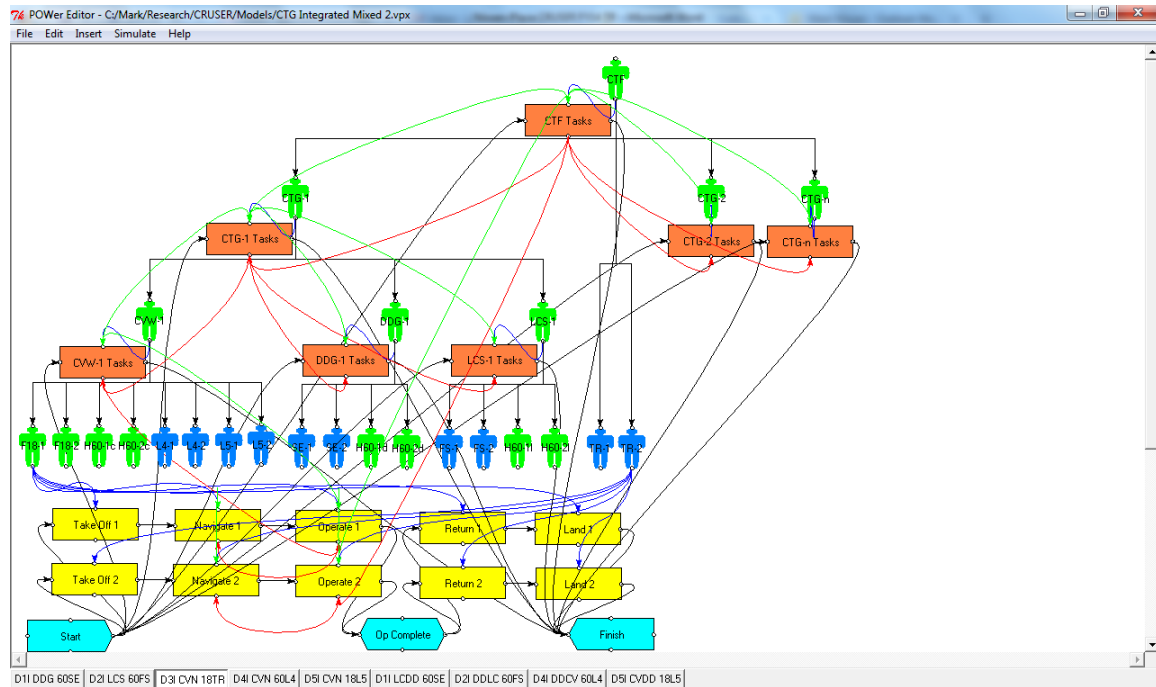 POWer Editor - C:/Mark/Research/CRUSER/Models/CTG Integrated Mixed 2.vpx
File Edit Insert Simulate Help
CTF
CTF Tasks
CTG-1 CTG-2 CTG-n
CTG-1 Tasks CTG-2 Tasks CTG-n Tasks
CVW-1 DDG-1 LCS-1
CVW-1 Tasks DDG-1 Tasks LCS-1 Tasks
F18-1 F18-2 H60-1c H60-2c L4-1 L4-2 L5-1 L5-2 SE-1 SE-2 H60-1d H60-2d FS-1 FS-2 H60-1l H60-2l TR-1 TR-2
Take Off 1 Navigate 1 Operate 1 Return 1 Land 1
Take Off 2 Navigate 2 Operate 2 Return 2 Land 2
Start Op Complete Finish
D1I DDG 60SE D2I LCS 60FS D3I CVN 18TR D4I CVN 60L4 D5I CVN 18L5 D1I LCDD 60SE D2I DDLC 60FS D4I DDCV 60L4 D5I CVDD 18L5